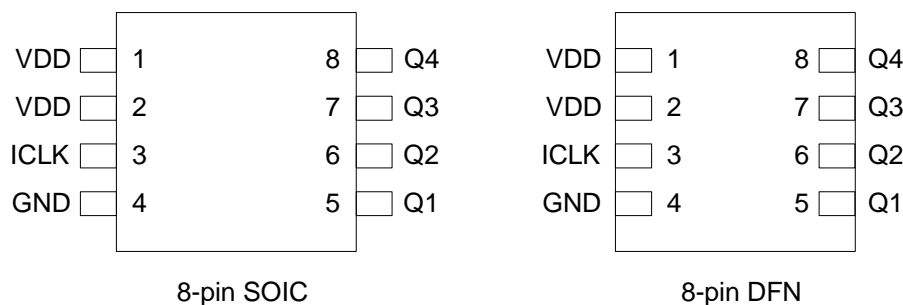 VDD 1 8 Q4 VDD 1 8 Q4
VDD 2 7 Q3 VDD 2 7 Q3
ICLK 3 6 Q2 ICLK 3 6 Q2
GND 4 5 Q1 GND 4 5 Q1
8-pin SOIC 8-pin DFN